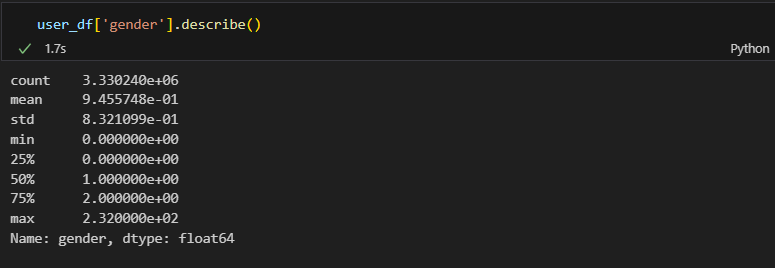 user_df['gender'].describe()
✓ 1.7s Python
count 3.330240e+06
mean 9.455748e-01
std 8.321099e-01
min 0.000000e+00
25% 0.000000e+00
50% 1.000000e+00
75% 2.000000e+00
max 2.320000e+02
Name: gender, dtype: float64